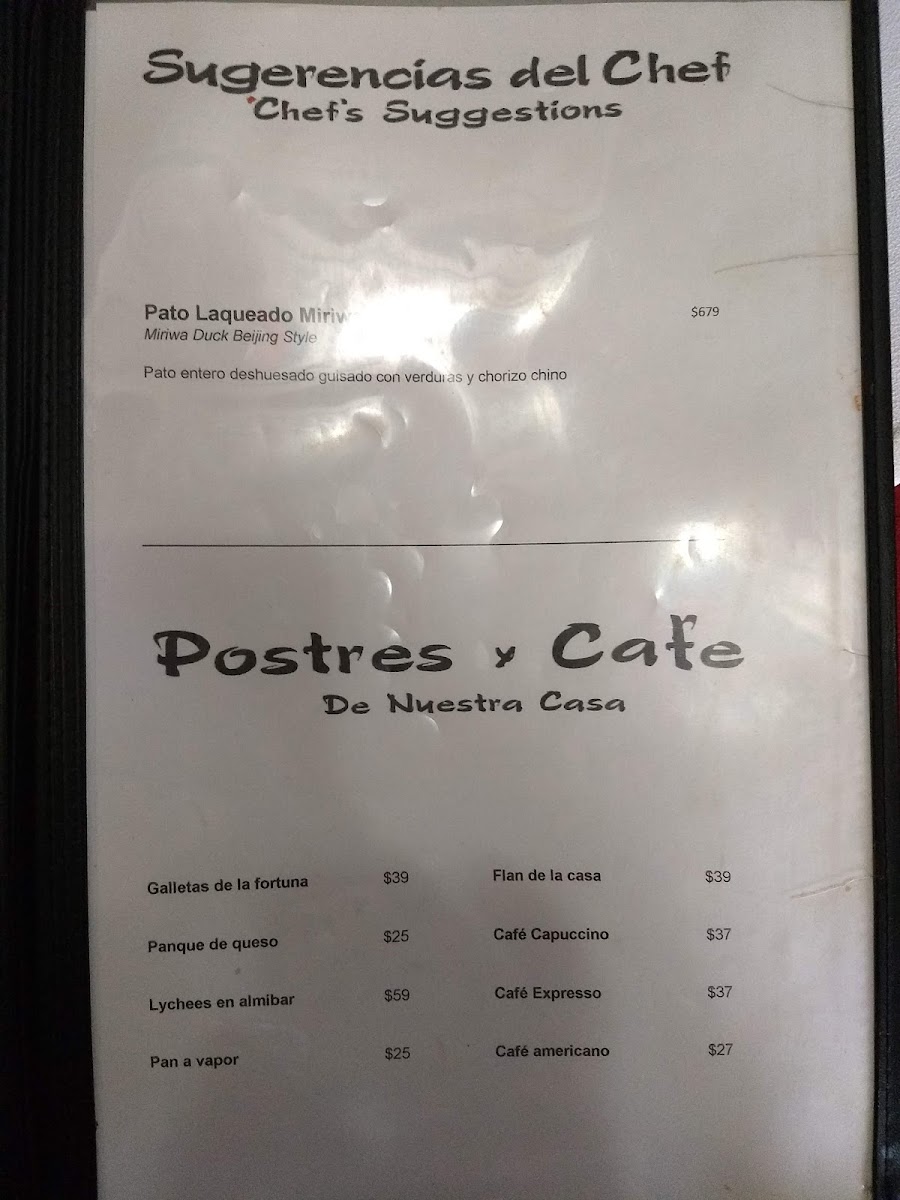 Sugerencias del Chef
Chef's Suggestions
Pato Laqueado Miriw
$679
Miriwa Duck Beijing Style
Pato entero deshuesado guisado con verduras y chorizo chino
Postres y Cafe
De Nuestra Casa
Galletas de la fortuna $39 Flan de la casa $39
Panque de queso $25 Café Capuccino $37
Lychees en almibar $59 Café Expresso $37
Pan a vapor $25 Café americano $27